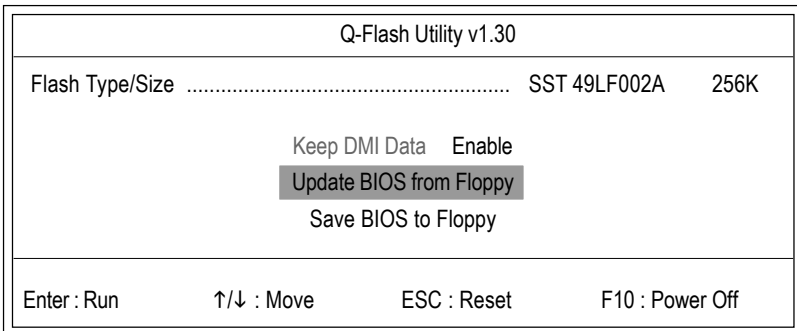 Q-Flash Utility v1.30
Flash Type/Size ......................................................... SST 49LF002A 256K
Keep DMI Data Enable
Update BIOS from Floppy
Save BIOS to Floppy
Enter : Run ↑/↓ : Move ESC : Reset F10 : Power Off